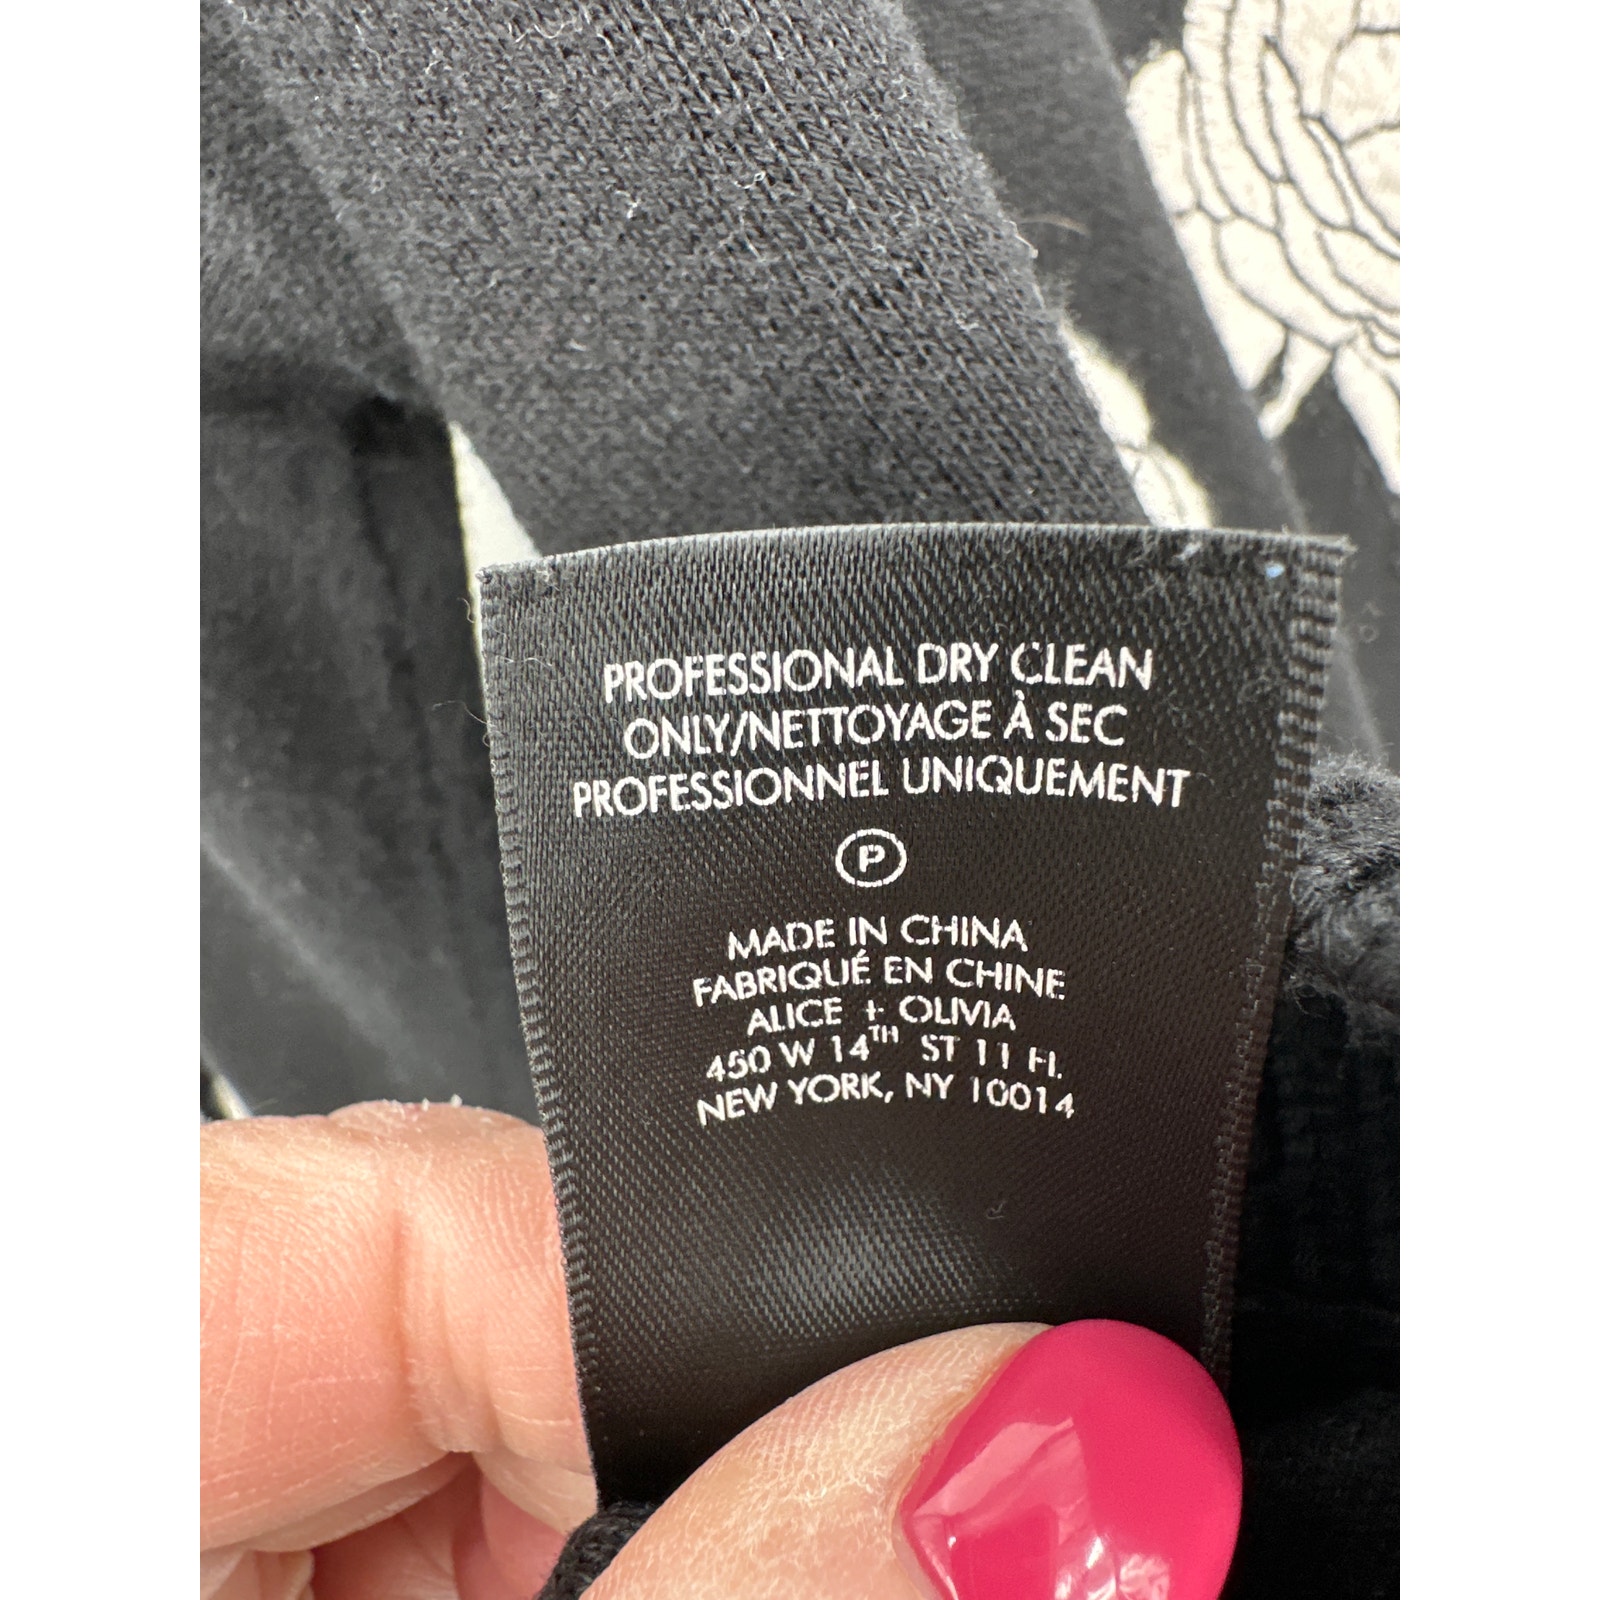 PROFESSIONAL DRY CLEAN
ONLY/NETTOYAGE À SEC
PROFESSIONNEL UNIQUEMENT
P
MADE IN CHINA
FABRIQUÉ EN CHINE
ALICE + OLIVIA
450 W 14TH ST 11 Fl.
NEW YORK, NY 10014